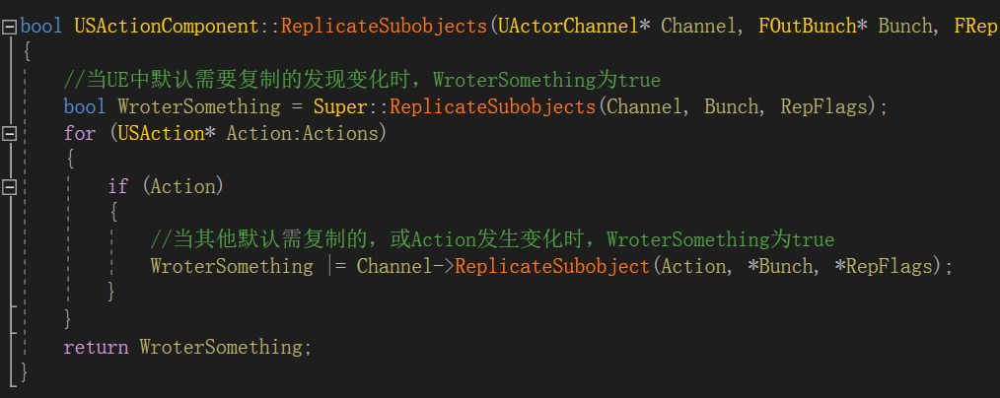 bool USActionComponent::ReplicateSubobjects(UActorChannel* Channel, FOutBunch* Bunch, FRep
{
//当UE中默认需要复制的发现变化时，WroterSomething为true
bool WroterSomething = Super::ReplicateSubobjects(Channel, Bunch, RepFlags);
for (USAction* Action:Actions)
{
if (Action)
{
//当其他默认需复制的，或Action发生变化时，WroterSomething为true
WroterSomething |= Channel->ReplicateSubobject(Action, *Bunch, *RepFlags);
}
}
return WroterSomething;
}